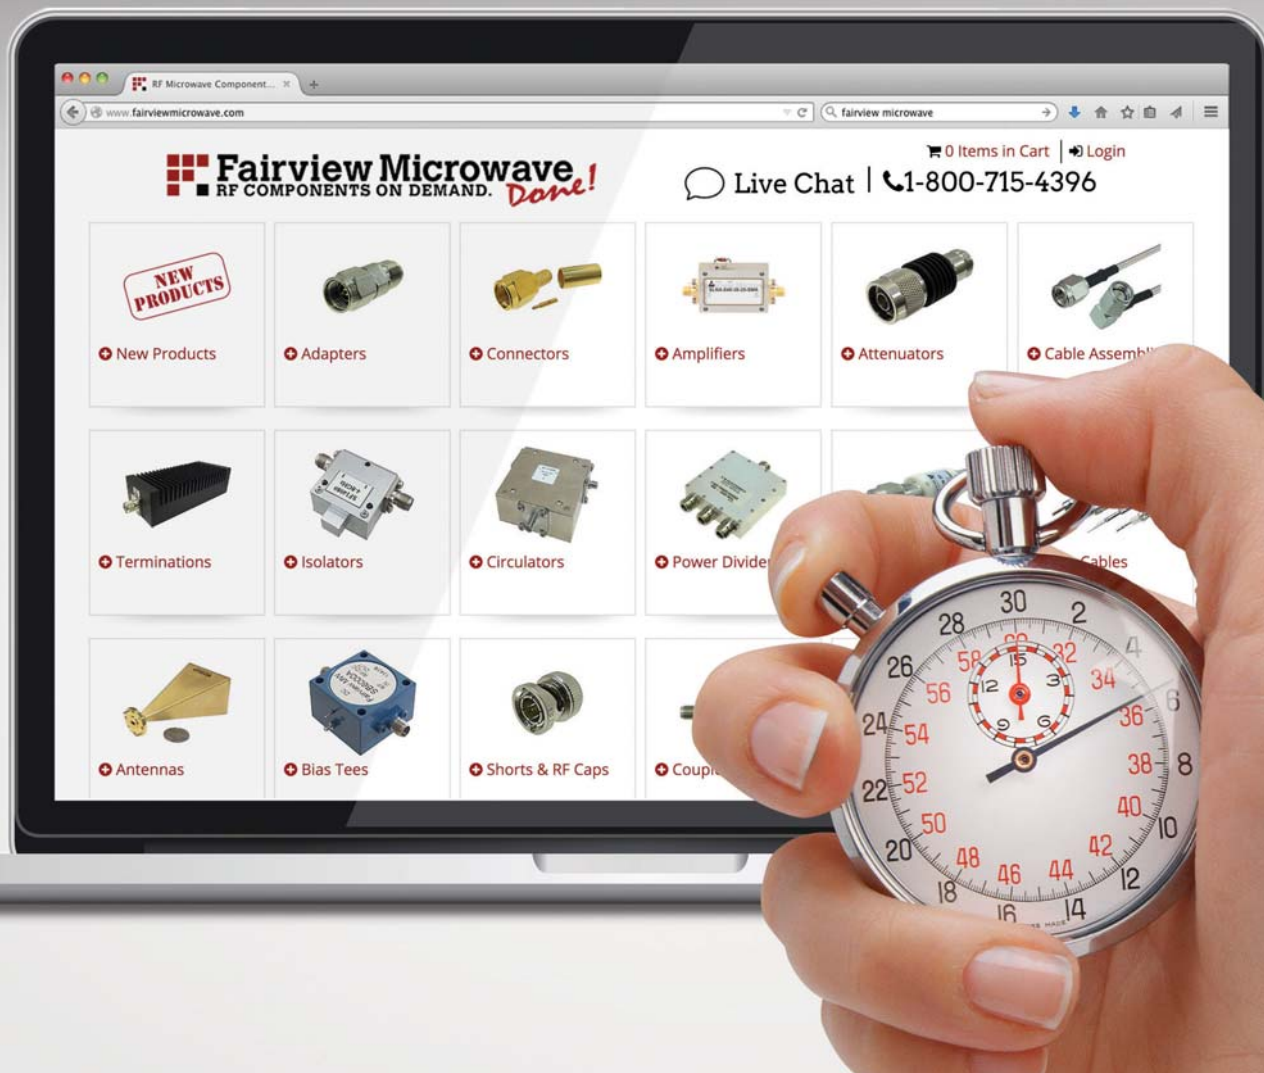 RF Microwave Component...
www.fairviewmicrowave.com
fairview microwave
0 Items in Cart
Login
Fairview Microwave
RF COMPONENTS ON DEMAND.
Done!
Live Chat
1-800-715-4396
NEW
PRODUCTS
New Products
Adapters
Connectors
Amplifiers
Attenuators
Cable
Terminations
Isolators
Circulators
Power
Cables
Antennas
Bias Tees
Shorts & RF Caps
30
2
4
6
8
10
12
14
16
18
20
22
24
26
28
60
32
34
36
38
40
42
44
46
48
50
52
54
56
58
15
3
6
9
12